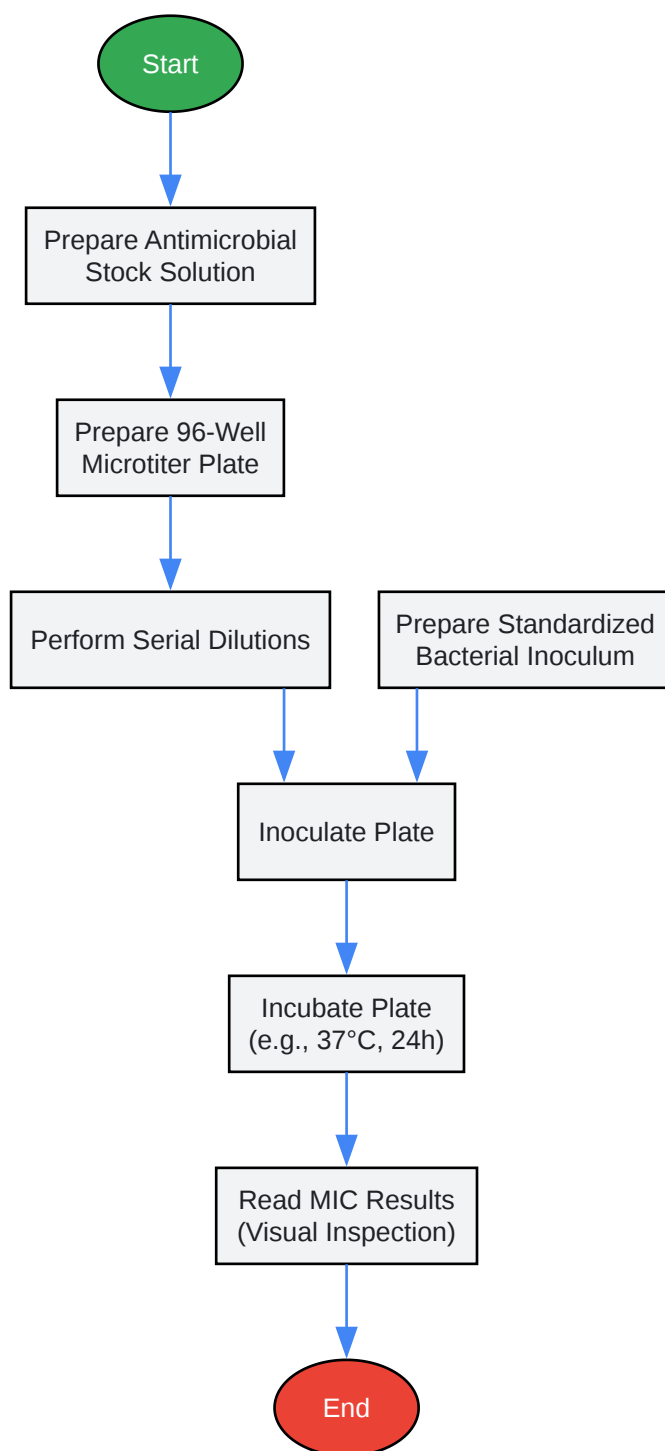 Start
Prepare Antimicrobial
Stock Solution
Prepare 96-Well
Microtiter Plate
Perform Serial Dilutions
Prepare Standardized
Bacterial Inoculum
Inoculate Plate
Incubate Plate
(e.g., 37°C, 24h)
Read MIC Results
(Visual Inspection)
End